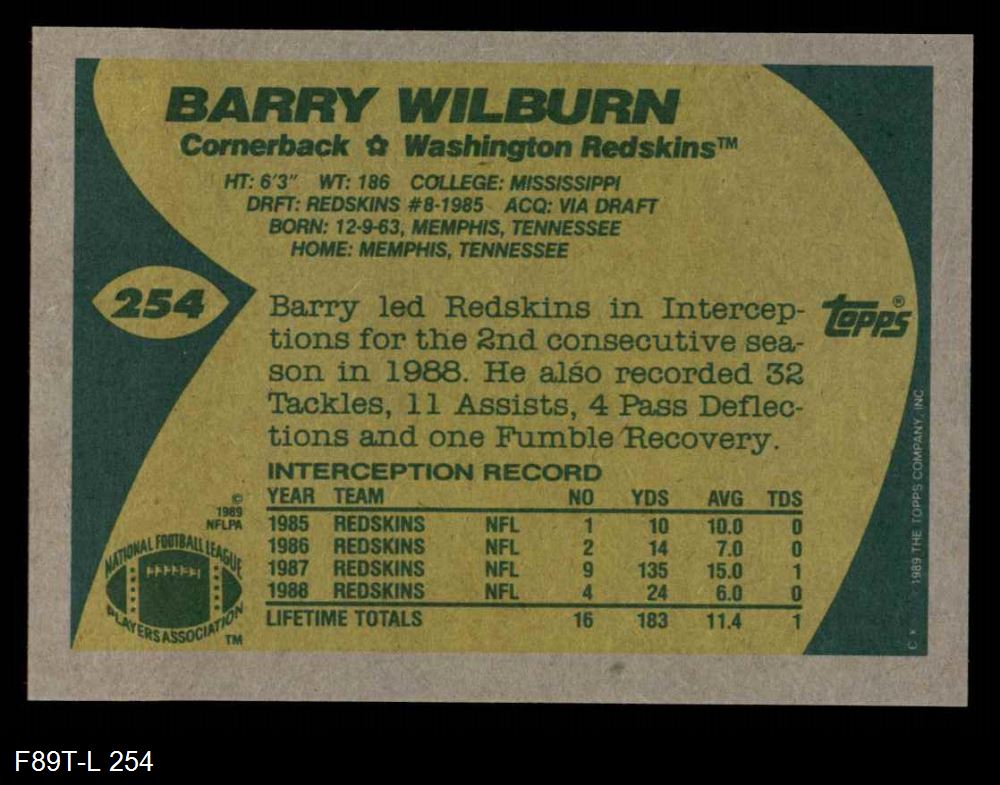 BARRY WILBURN
Cornerback ✩ Washington Redskins™
HT: 6'3" WT: 186 COLLEGE: MISSISSIPPI
DRFT: REDSKINS #8-1985 ACQ: VIA DRAFT
BORN: 12-9-63, MEMPHIS, TENNESSEE
HOME: MEMPHIS, TENNESSEE
254
Barry led Redskins in Intercep-
tions for the 2nd consecutive sea-
son in 1988. He also recorded 32
Tackles, 11 Assists, 4 Pass Deflec-
tions and one Fumble Recovery.
topps®
INTERCEPTION RECORD
YEAR TEAM NO YDS AVG TDS
1985 REDSKINS NFL 1 10 10.0 0
1986 REDSKINS NFL 2 14 7.0 0
1987 REDSKINS NFL 9 135 15.0 1
1988 REDSKINS NFL 4 24 6.0 0
LIFETIME TOTALS 16 183 11.4 1
©
1989
NFLPA
NATIONAL FOOTBALL LEAGUE
PLAYERS ASSOCIATION
TM
C * * 1989 THE TOPPS COMPANY, INC
F89T-L 254